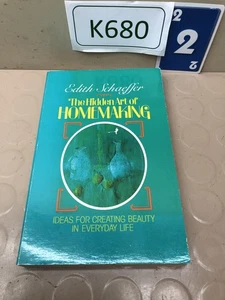 K680
2
2
Edith Schaeffer
The Hidden Art of
HOMEMAKING
IDEAS FOR CREATING BEAUTY
IN EVERYDAY LIFE